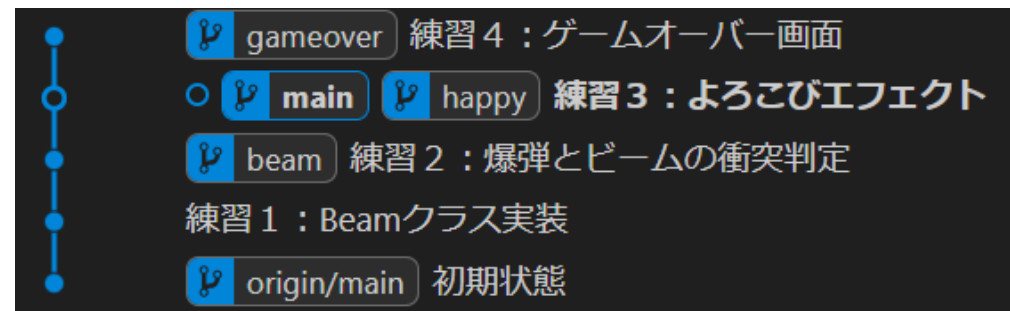 gameover 練習４：ゲームオーバー画面
main happy 練習３：よろこびエフェクト
beam 練習２：爆弾とビームの衝突判定
練習１：Beamクラス実装
origin/main 初期状態